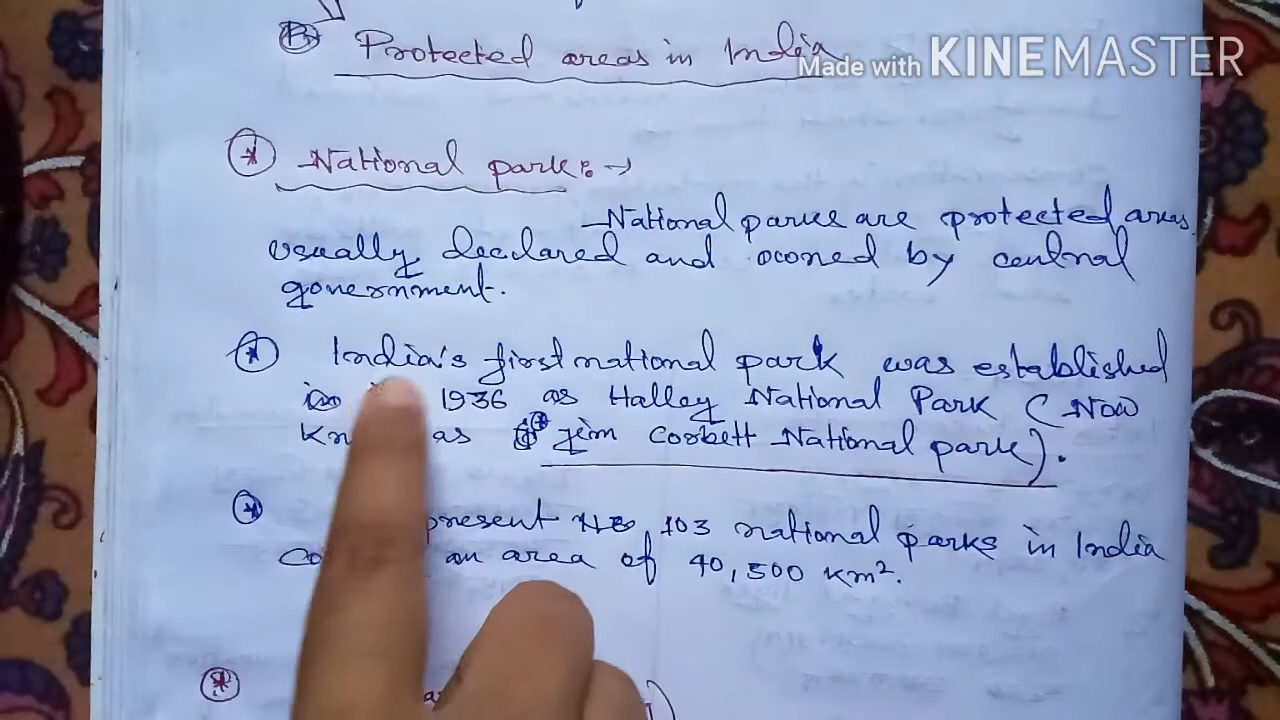 B Protected areas in India
Made with KINEMASTER
National park :→
National parks are protected areas
usually declared and owned by central
government.
India's first national park was established
in 1936 as Halley National Park (Now
as Jim Corbett National park).
present 103 national parks in India
an area of 40,500 km².